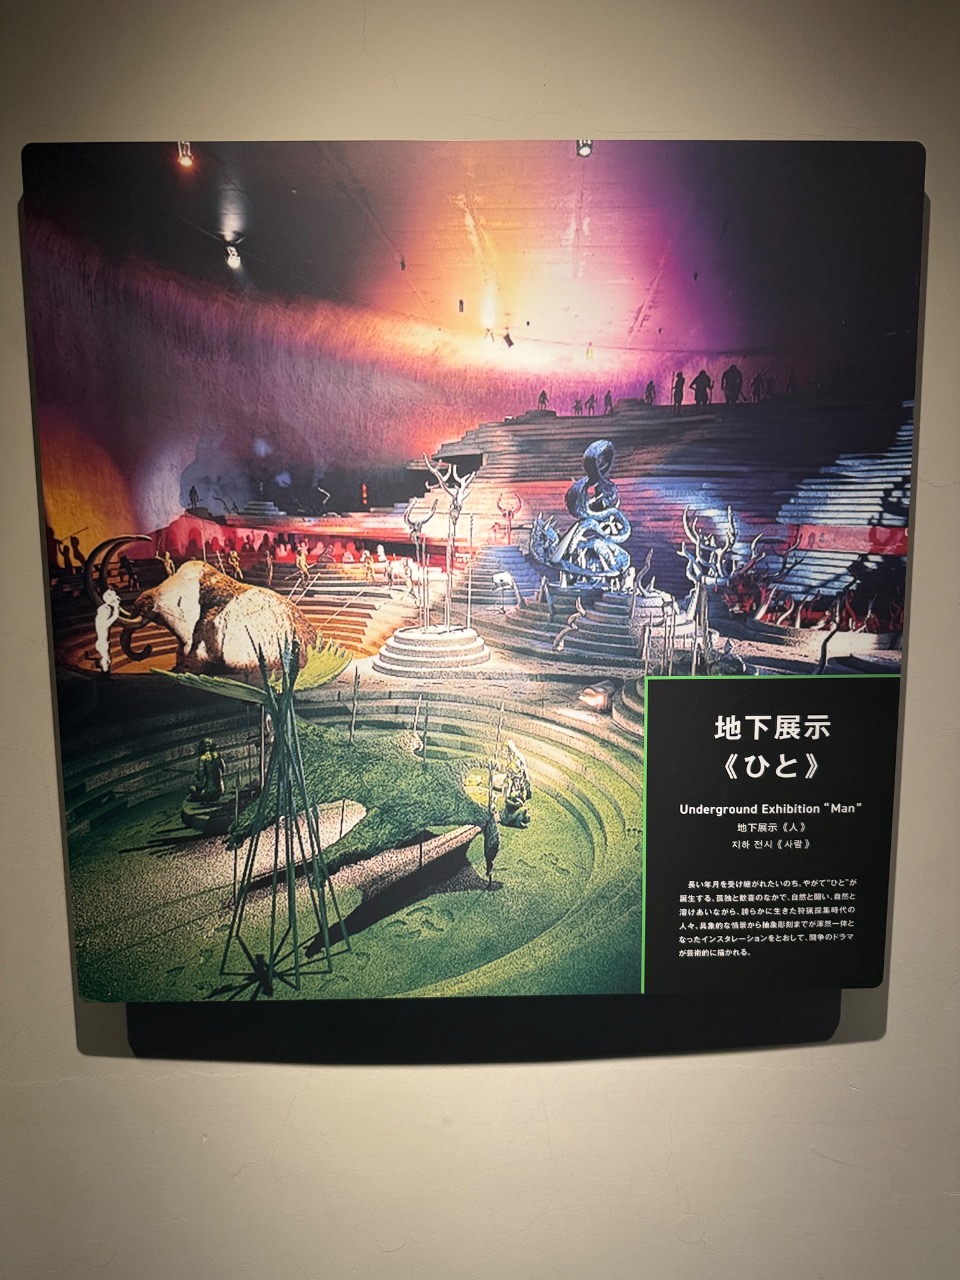 地下展示
《ひと》
Underground Exhibition “Man”
地下展示《人》
지하 전시《사람》
長い年月を受け継がれたいのち。やがて“ひと”が
誕生する。孤独と歓喜のなかで、自然と闘い、自然と
溶けあいながら、誇らかに生きた狩猟採集時代の
人々。具象的な情景から抽象彫刻までが渾然一体と
なったインスタレーションをとおして、闘争のドラマ
が芸術的に描かれる。